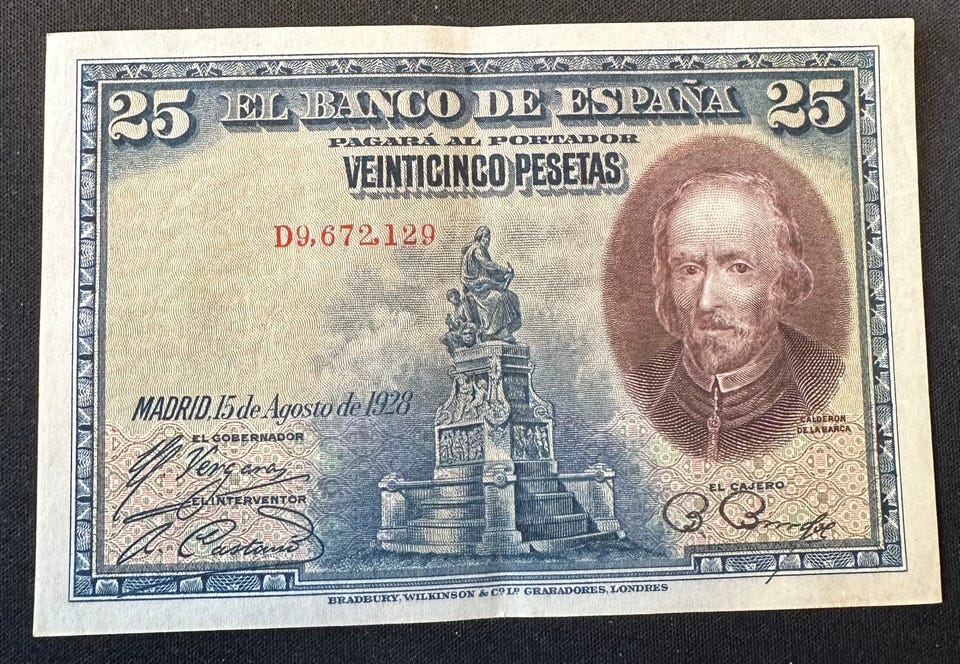 25 EL BANCO DE ESPAÑA 25
PAGARÁ AL PORTADOR
VEINTICINCO PESETAS
D9,672,129
MADRID, 15 de Agosto de 1928
EL GOBERNADOR
EL INTERVENTOR
CALDERON
DE LA BARCA
EL CAJERO
BRADBURY, WILKINSON & Cº Lº GRABADORES, LONDRES